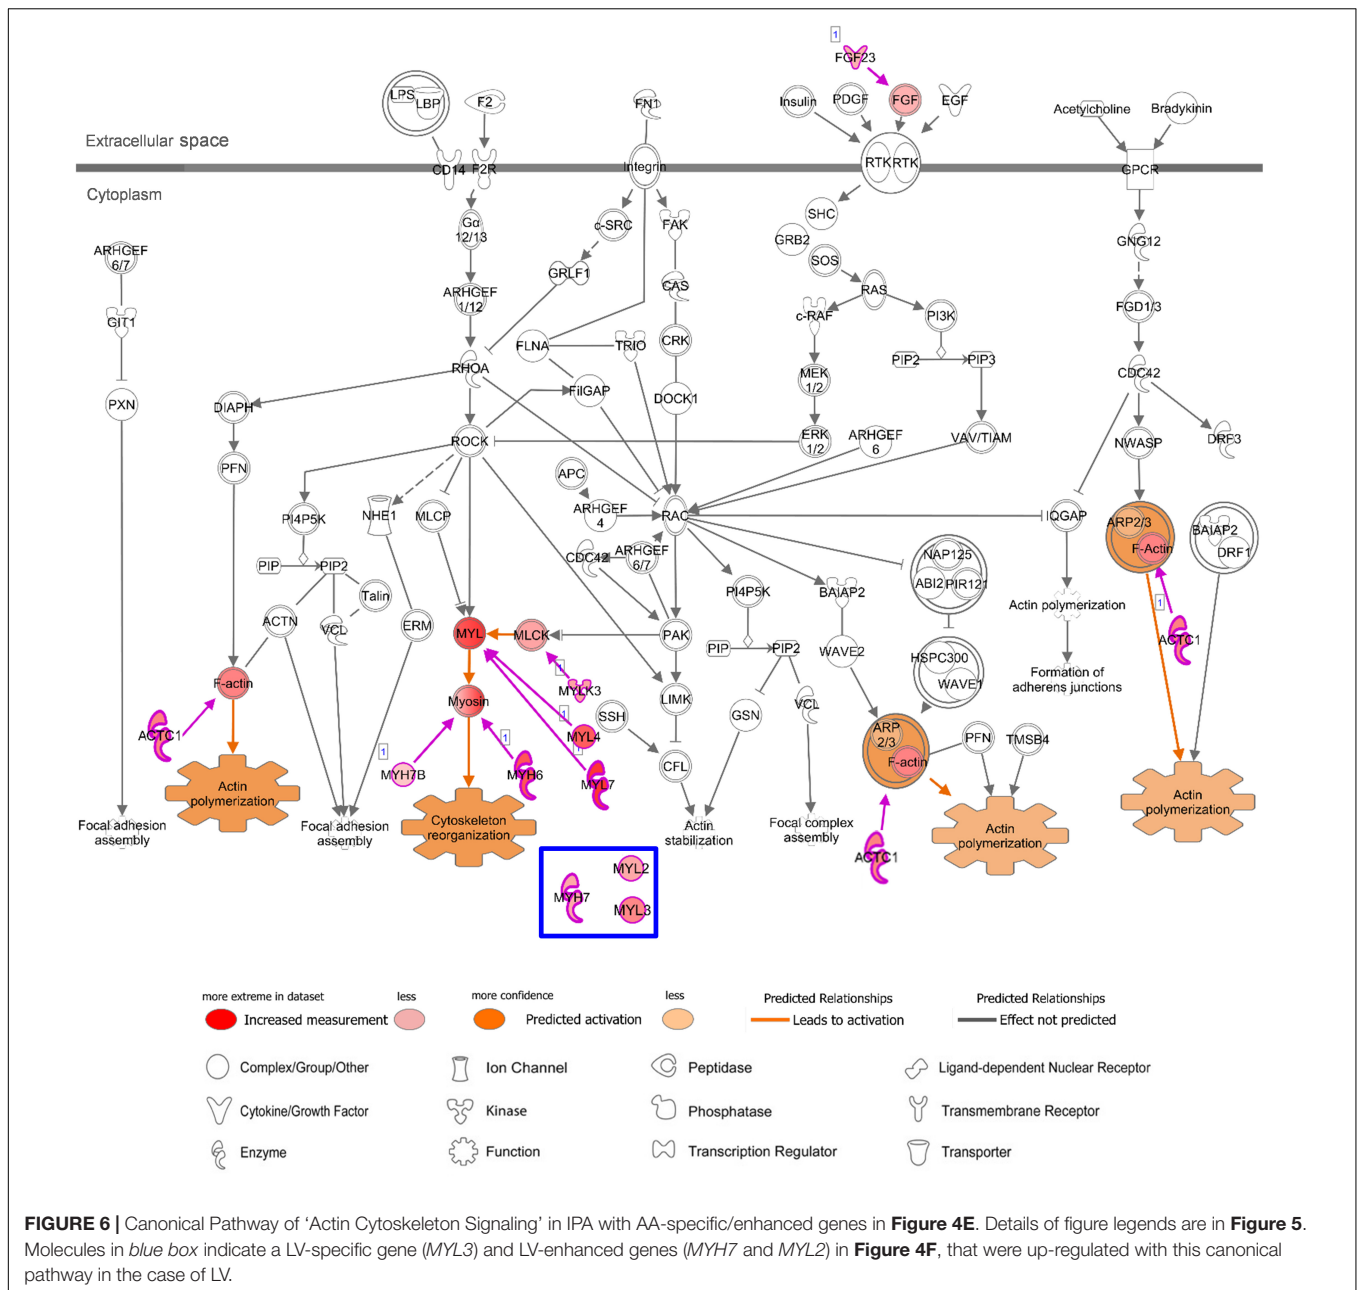 1
FGF23
LPS
LBP
F2
FN1
Insulin
PDGF
FGF
EGF
Acetylcholine
Bradykinin
Extracellular space
CD14
F2R
Integrin
RTK
RTK
GPCR
Cytoplasm
SHC
Gα
12/13
c-SRC
FAK
GRB2
SOS
GNG12
ARHGEF
6/7
GRLF1
CAS
RAS
ARHGEF
1/12
FGD1/3
GIT1
c-RAF
PI3K
FLNA
TRIO
CRK
PIP2
PIP3
RHOA
MEK
1/2
CDC42
FilGAP
DOCK1
PXN
DIAPH
ROCK
ERK
1/2
ARHGEF
6
VAV/TIAM
NWASP
DRF3
PFN
APC
PI4P5K
NHE1
MLCP
ARHGEF
4
RAC
IQGAP
ARP2/3
F-Actin
BAIAP2
DRF1
CDC42
ARHGEF
6/7
NAP125
ABI2
PIR121
PIP
PIP2
Talin
PI4P5K
BAIAP2
Actin polymerization
1
ACTC1
ACTN
VCL
ERM
MYL
MLCK
PAK
PIP
PIP2
WAVE2
HSPC300
WAVE1
Formation of
adherens junctions
F-actin
1
MYLK3
Myosin
LIMK
ACTC1
1
MYL4
SSH
GSN
VCL
ARP
2/3
F-actin
PFN
TMSB4
1
MYH7B
1
MYH6
1
MYL7
CFL
Actin
polymerization
Actin
polymerization
Focal adhesion
assembly
Focal adhesion
assembly
Cytoskeleton
reorganization
Actin
stabilization
Focal complex
assembly
Actin
polymerization
ACTC1
MYL2
MYH7
MYL3
more extreme in dataset
less
more confidence
less
Predicted Relationships
Predicted Relationships
Increased measurement
Predicted activation
Leads to activation
Effect not predicted
Complex/Group/Other
Ion Channel
Peptidase
Ligand-dependent Nuclear Receptor
Cytokine/Growth Factor
Kinase
Phosphatase
Transmembrane Receptor
Enzyme
Function
Transcription Regulator
Transporter
FIGURE 6 | Canonical Pathway of ‘Actin Cytoskeleton Signaling’ in IPA with AA-specific/enhanced genes in Figure 4E. Details of figure legends are in Figure 5.
Molecules in blue box indicate a LV-specific gene (MYL3) and LV-enhanced genes (MYH7 and MYL2) in Figure 4F, that were up-regulated with this canonical
pathway in the case of LV.